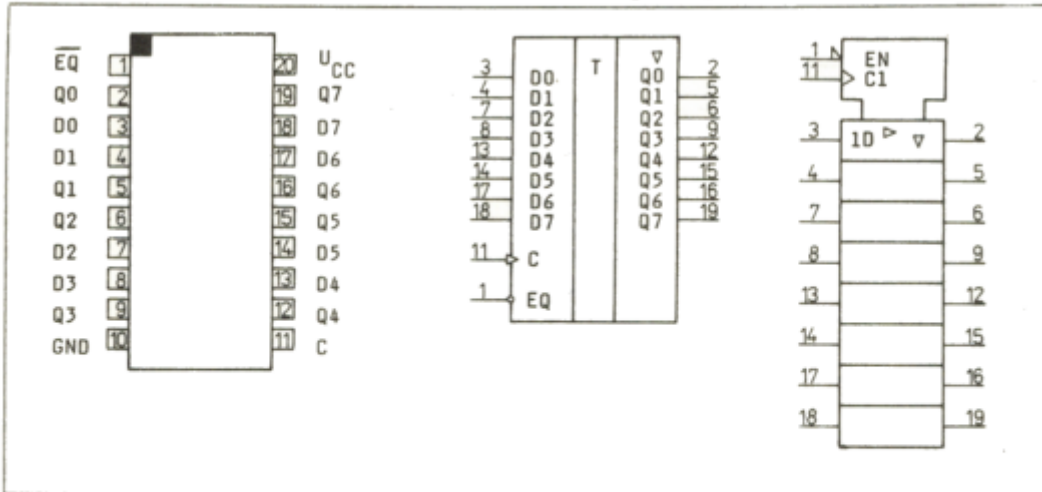 EQ 1 20 UCC
Q0 2 19 Q7
D0 3 18 D7
D1 4 17 D6
Q1 5 16 Q6
Q2 6 15 Q5
D2 7 14 D5
D3 8 13 D4
Q3 9 12 Q4
GND 10 11 C
T
3 D0 Q0 2
4 D1 Q1 5
7 D2 Q2 6
8 D3 Q3 9
13 D4 Q4 12
14 D5 Q5 15
17 D6 Q6 16
18 D7 Q7 19
11 C
1 EQ
1 EN
11 C1
3 1D 2
4 5
7 6
8 9
13 12
14 15
17 16
18 19